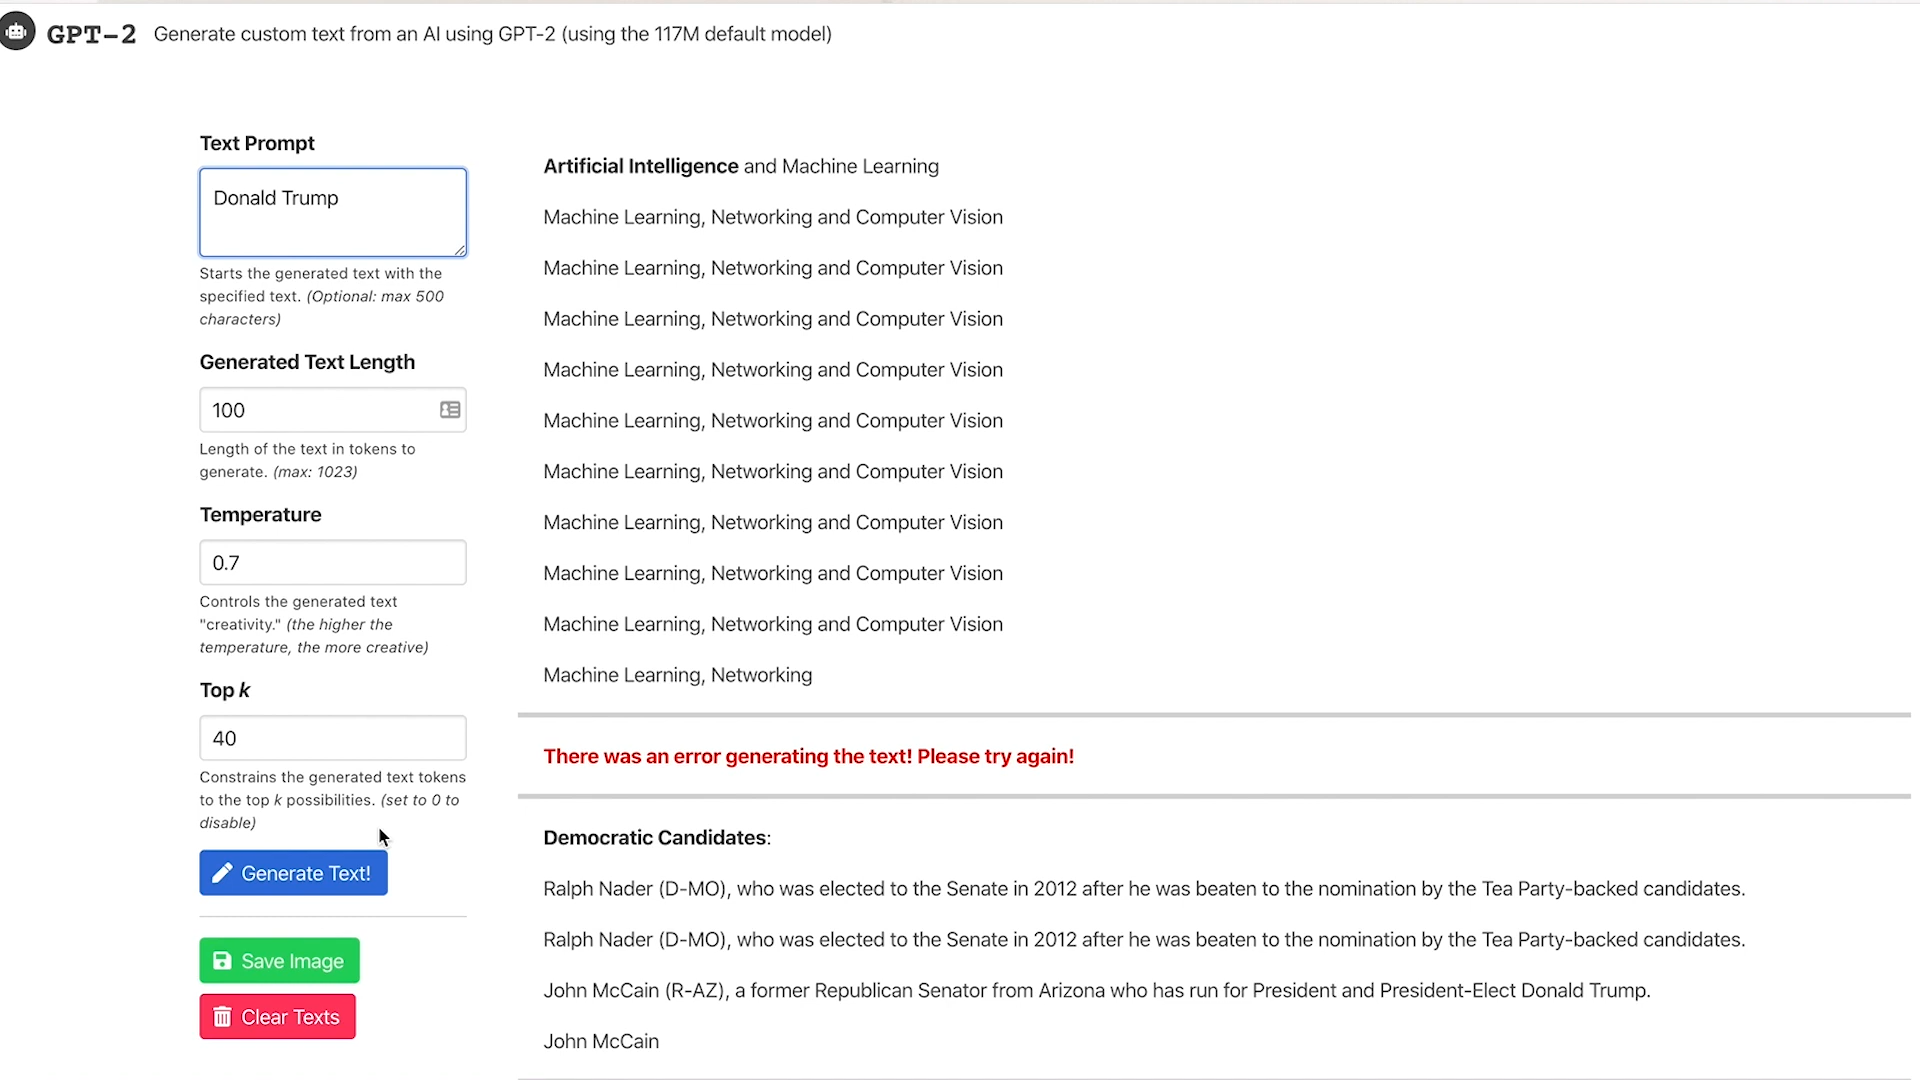 GPT-2 Generate custom text from an AI using GPT-2 (using the 117M default model)
Text Prompt
Donald Trump
Starts the generated text with the
specified text. (Optional: max 500
characters)
Generated Text Length
100
Length of the text in tokens to
generate. (max: 1023)
Temperature
0.7
Controls the generated text
"creativity." (the higher the
temperature, the more creative)
Top k
40
Constrains the generated text tokens
to the top k possibilities. (set to 0 to
disable)
Generate Text!
Save Image
Clear Texts
Artificial Intelligence and Machine Learning
Machine Learning, Networking and Computer Vision
Machine Learning, Networking and Computer Vision
Machine Learning, Networking and Computer Vision
Machine Learning, Networking and Computer Vision
Machine Learning, Networking and Computer Vision
Machine Learning, Networking and Computer Vision
Machine Learning, Networking and Computer Vision
Machine Learning, Networking and Computer Vision
Machine Learning, Networking and Computer Vision
Machine Learning, Networking
There was an error generating the text! Please try again!
Democratic Candidates:
Ralph Nader (D-MO), who was elected to the Senate in 2012 after he was beaten to the nomination by the Tea Party-backed candidates.
Ralph Nader (D-MO), who was elected to the Senate in 2012 after he was beaten to the nomination by the Tea Party-backed candidates.
John McCain (R-AZ), a former Republican Senator from Arizona who has run for President and President-Elect Donald Trump.
John McCain